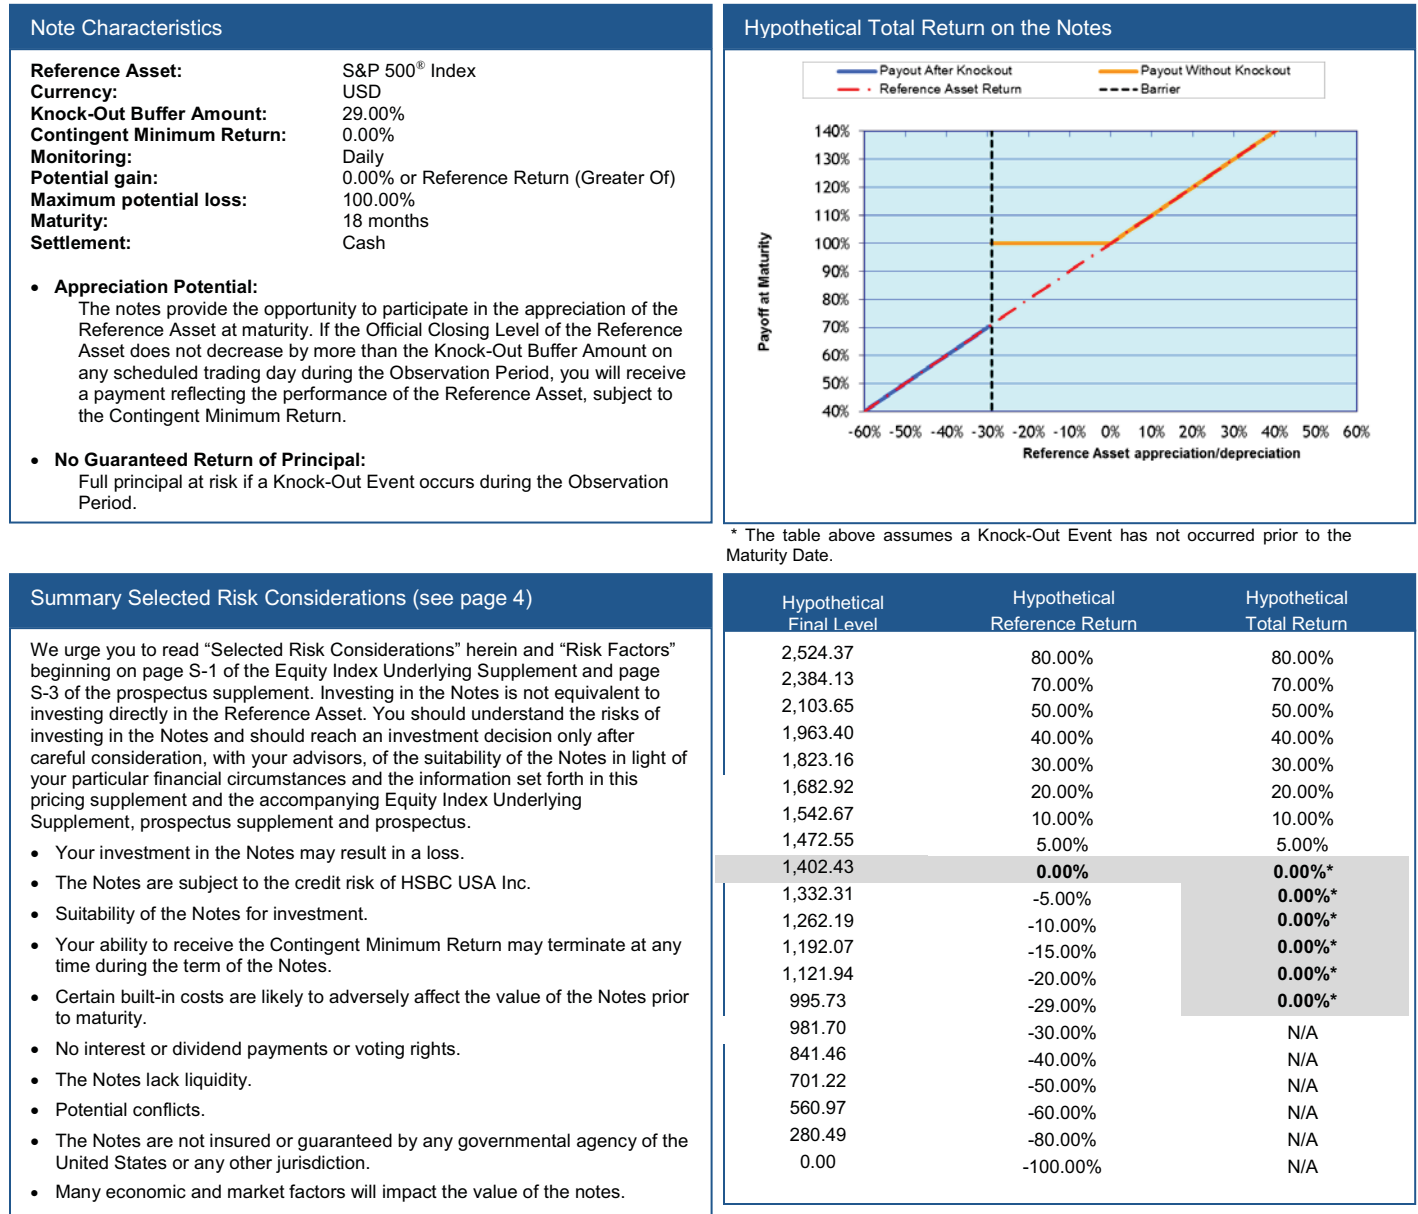 Note Characteristics
Reference Asset: S&P 500® Index
Currency: USD
Knock-Out Buffer Amount: 29.00%
Contingent Minimum Return: 0.00%
Monitoring: Daily
Potential gain: 0.00% or Reference Return (Greater Of)
Maximum potential loss: 100.00%
Maturity: 18 months
Settlement: Cash
• Appreciation Potential:
The notes provide the opportunity to participate in the appreciation of the
Reference Asset at maturity. If the Official Closing Level of the Reference
Asset does not decrease by more than the Knock-Out Buffer Amount on
any scheduled trading day during the Observation Period, you will receive
a payment reflecting the performance of the Reference Asset, subject to
the Contingent Minimum Return.
• No Guaranteed Return of Principal:
Full principal at risk if a Knock-Out Event occurs during the Observation
Period.
Hypothetical Total Return on the Notes
Payout After Knockout Payout Without Knockout
Reference Asset Return Barrier
Payoff at Maturity
140%
130%
120%
110%
100%
90%
80%
70%
60%
50%
40%
-60% -50% -40% -30% -20% -10% 0% 10% 20% 30% 40% 50% 60%
Reference Asset appreciation/depreciation
* The table above assumes a Knock-Out Event has not occurred prior to the
Maturity Date.
Summary Selected Risk Considerations (see page 4)
We urge you to read “Selected Risk Considerations” herein and “Risk Factors”
beginning on page S-1 of the Equity Index Underlying Supplement and page
S-3 of the prospectus supplement. Investing in the Notes is not equivalent to
investing directly in the Reference Asset. You should understand the risks of
investing in the Notes and should reach an investment decision only after
careful consideration, with your advisors, of the suitability of the Notes in light of
your particular financial circumstances and the information set forth in this
pricing supplement and the accompanying Equity Index Underlying
Supplement, prospectus supplement and prospectus.
• Your investment in the Notes may result in a loss.
• The Notes are subject to the credit risk of HSBC USA Inc.
• Suitability of the Notes for investment.
• Your ability to receive the Contingent Minimum Return may terminate at any
time during the term of the Notes.
• Certain built-in costs are likely to adversely affect the value of the Notes prior
to maturity.
• No interest or dividend payments or voting rights.
• The Notes lack liquidity.
• Potential conflicts.
• The Notes are not insured or guaranteed by any governmental agency of the
United States or any other jurisdiction.
• Many economic and market factors will impact the value of the notes.
Hypothetical Hypothetical Hypothetical
Final Level Reference Return Total Return
2,524.37 80.00% 80.00%
2,384.13 70.00% 70.00%
2,103.65 50.00% 50.00%
1,963.40 40.00% 40.00%
1,823.16 30.00% 30.00%
1,682.92 20.00% 20.00%
1,542.67 10.00% 10.00%
1,472.55 5.00% 5.00%
1,402.43 0.00% 0.00%*
1,332.31 -5.00% 0.00%*
1,262.19 -10.00% 0.00%*
1,192.07 -15.00% 0.00%*
1,121.94 -20.00% 0.00%*
995.73 -29.00% 0.00%*
981.70 -30.00% N/A
841.46 -40.00% N/A
701.22 -50.00% N/A
560.97 -60.00% N/A
280.49 -80.00% N/A
0.00 -100.00% N/A